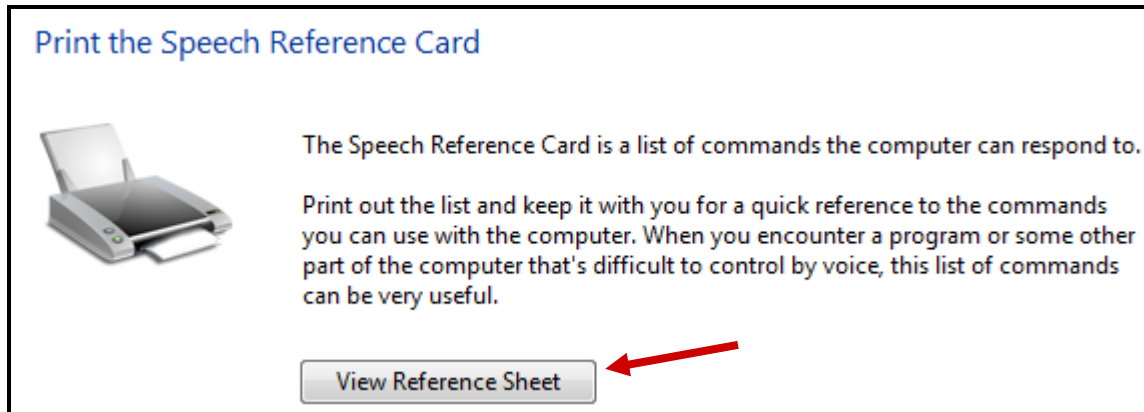 Print the Speech Reference Card
The Speech Reference Card is a list of commands the computer can respond to.
Print out the list and keep it with you for a quick reference to the commands
you can use with the computer. When you encounter a program or some other
part of the computer that's difficult to control by voice, this list of commands
can be very useful.
View Reference Sheet